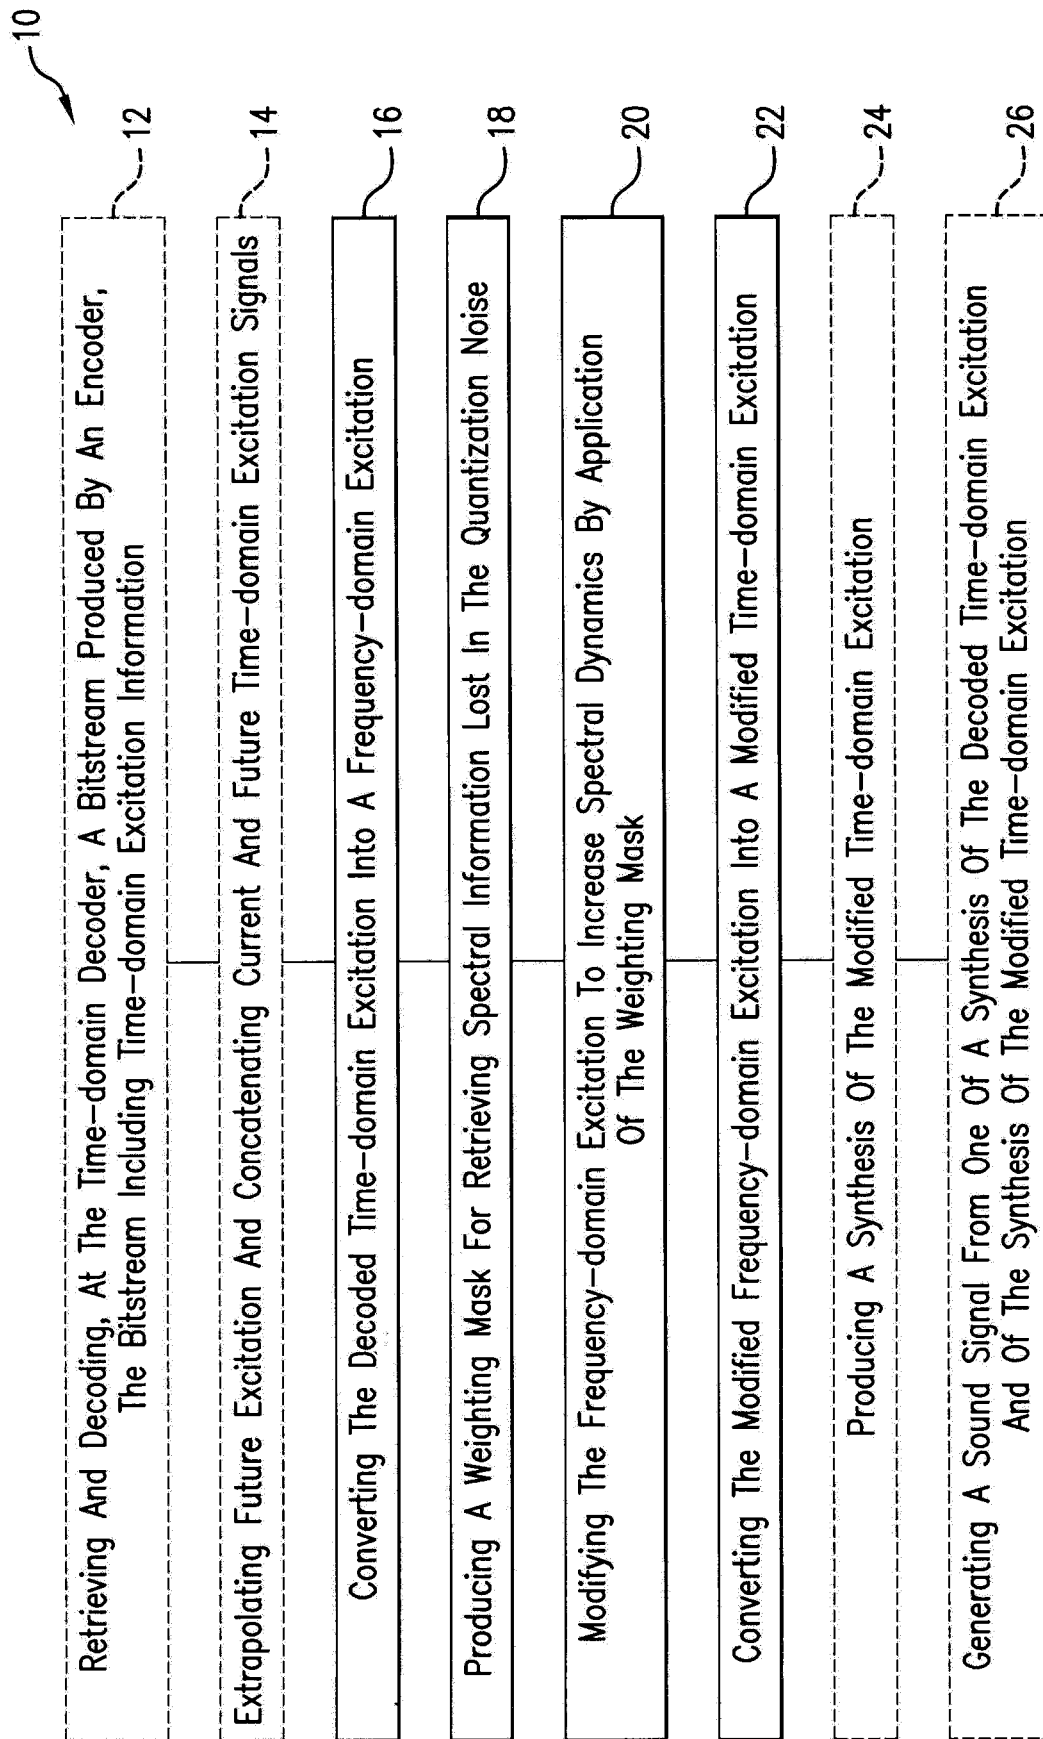 10
Retrieving And Decoding, At The Time-domain Decoder, A Bitstream Produced By An Encoder,
The Bitstream Including Time-domain Excitation Information
12
Extrapolating Future Excitation And Concatenating Current And Future Time-domain Excitation Signals
14
Converting The Decoded Time-domain Excitation Into A Frequency-domain Excitation
16
Producing A Weighting Mask For Retrieving Spectral Information Lost In The Quantization Noise
18
Modifying The Frequency-domain Excitation To Increase Spectral Dynamics By Application
Of The Weighting Mask
20
Converting The Modified Frequency-domain Excitation Into A Modified Time-domain Excitation
22
Producing A Synthesis Of The Modified Time-domain Excitation
24
Generating A Sound Signal From One Of A Synthesis Of The Decoded Time-domain Excitation
And Of The Synthesis Of The Modified Time-domain Excitation
26